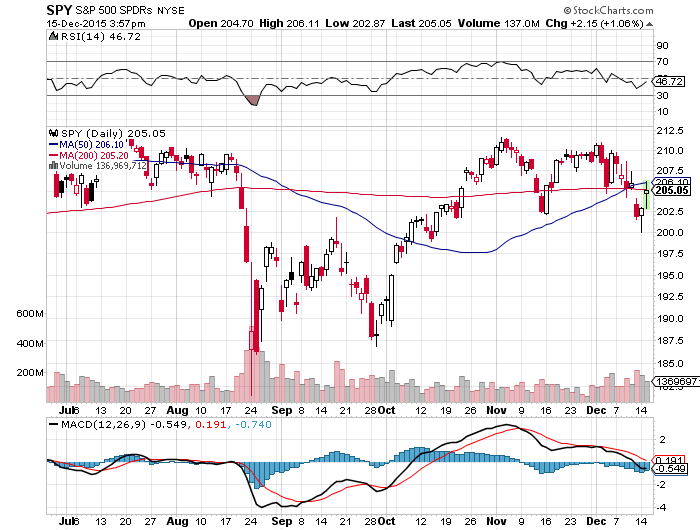 SPY S&P 500 SPDRs NYSE © StockCharts.com
15-Dec-2015 3:57pm Open 204.70 High 206.11 Low 202.87 Last 205.05 Volume 137.0M Chg +2.15 (+1.06%)
RSI(14) 46.72
90
70
50
46.72
30
10
SPY (Daily) 205.05
MA(50) 206.10
MA(200) 205.20
Volume 136,969,712
212.5
210.0
207.5
206.10
205.05
202.5
200.0
197.5
195.0
192.5
190.0
187.5
185.0
182.5
600M
400M
200M
136969712
Jul 6 13 20 27 Aug 10 17 24 Sep 8 14 21 28 Oct 12 19 26 Nov 9 16 23 Dec 7 14
MACD(12,26,9) -0.549, 0.191, -0.740
2
0.191
-0.549
-2
-4
Jul 6 13 20 27 Aug 10 17 24 Sep 8 14 21 28 Oct 12 19 26 Nov 9 16 23 Dec 7 14